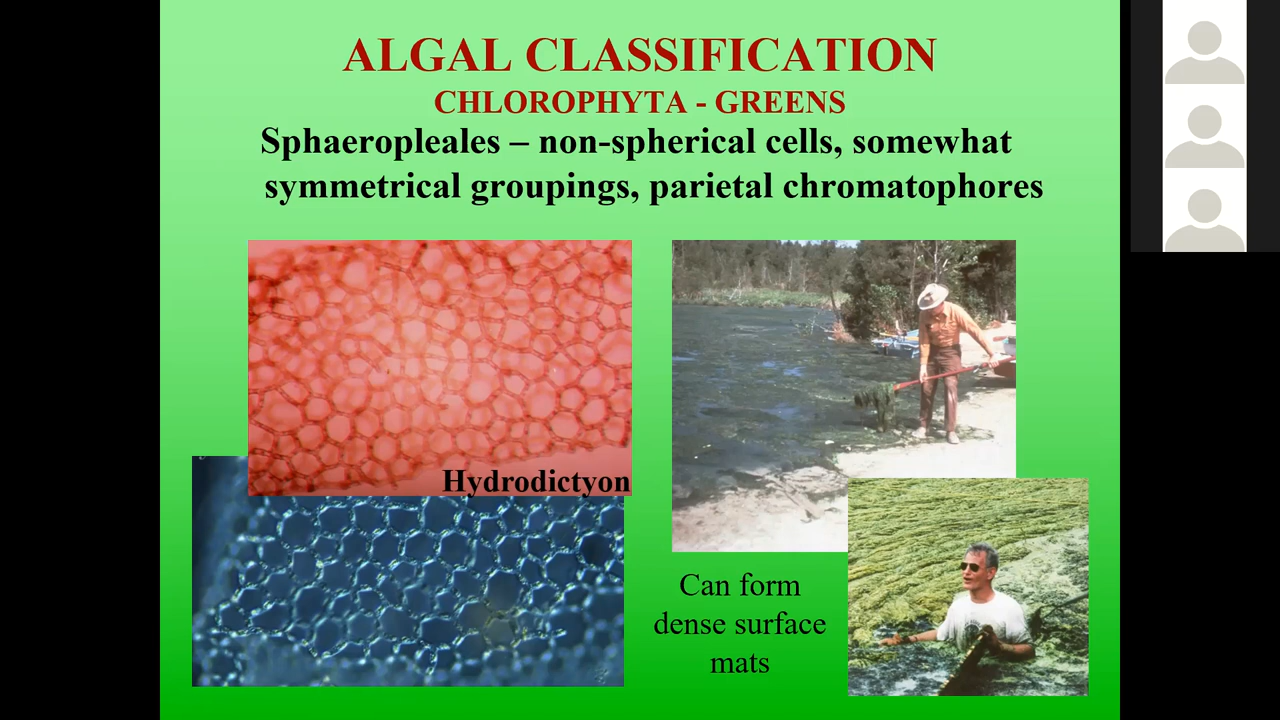 ALGAL CLASSIFICATION
CHLOROPHYTA - GREENS
Sphaeropleales – non-spherical cells, somewhat
symmetrical groupings, parietal chromatophores
Hydrodictyon
Can form
dense surface
mats